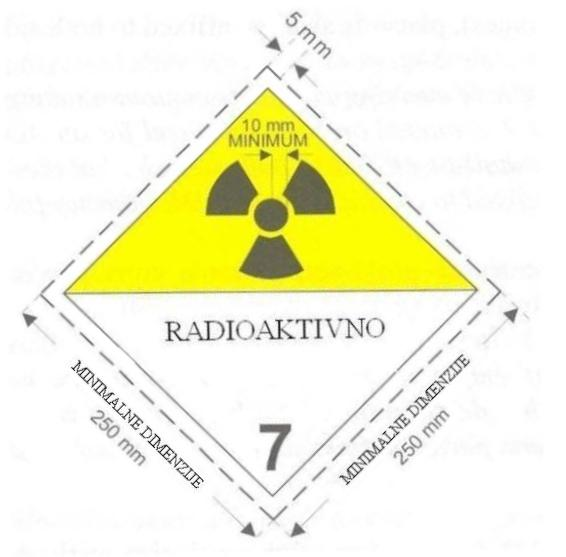 5 mm
10 mm
MINIMUM
RADIOAKTIVNO
MINIMALNE DIMENZIJE
250 mm
MINIMALNE DIMENZIJE
250 mm
7